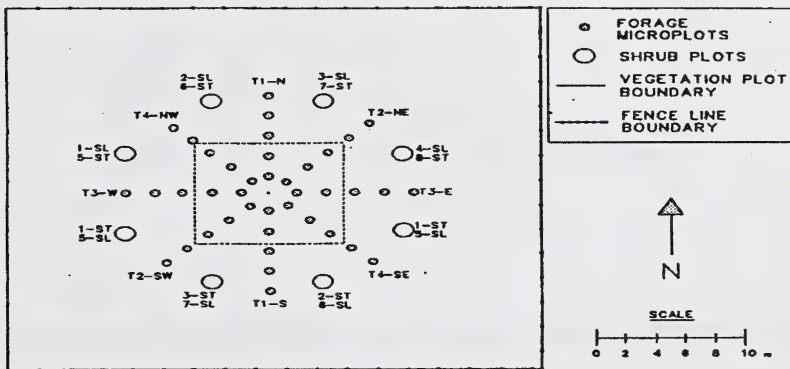 FORAGE
MICROPLOTS
SHRUB PLOTS
VEGETATION PLOT
BOUNDARY
FENCE LINE
BOUNDARY
2-SL
6-ST
T1-N
3-SL
7-ST
T4-NW
T2-NE
1-SL
5-ST
4-SL
8-ST
T3-W
T3-E
1-ST
5-SL
1-ST
5-SL
T2-SW
T4-SE
3-ST
7-SL
T1-S
2-ST
6-SL
N
SCALE
0 2 4 6 8 10 m